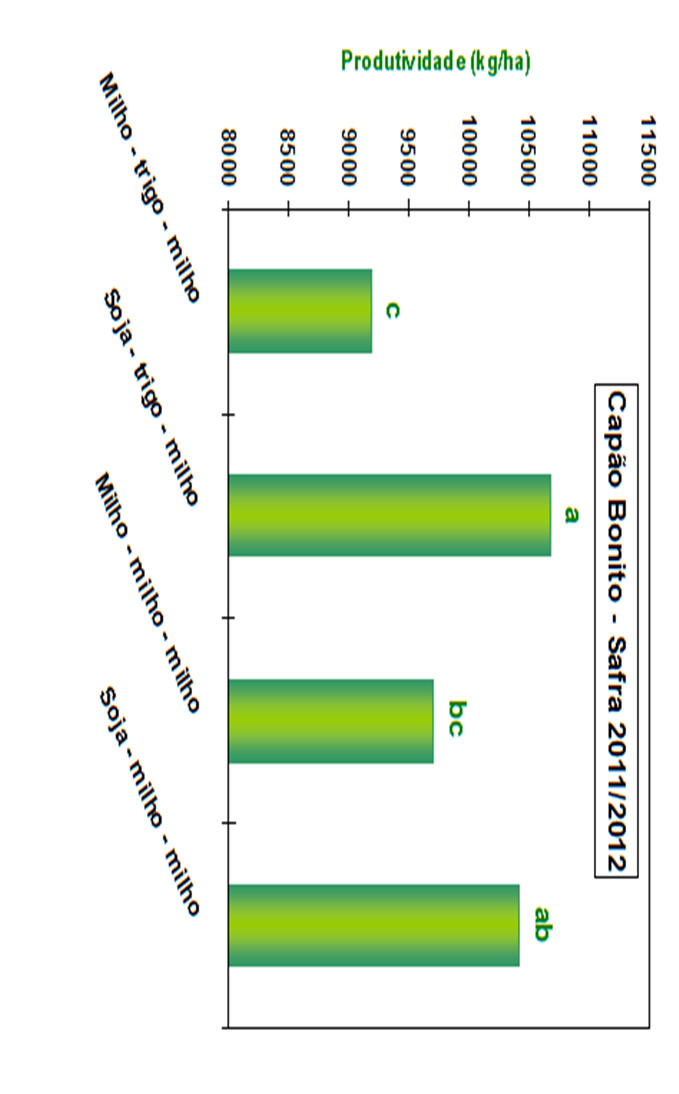 Capão Bonito - Safra 2011/2012
Produtividade (kg/ha)
11500
11000
10500
10000
9500
9000
8500
8000
c
a
bc
ab
Milho - trigo - milho
Soja - trigo - milho
Milho - milho - milho
Soja - milho - milho